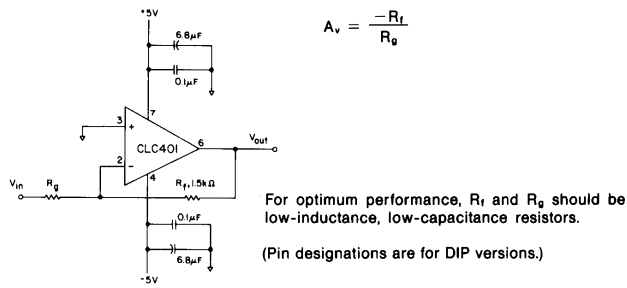 +5V
6.8µF
0.1µF
A_v = -R_f / R_g
3
+
7
CLC401
6
V_out
2
-
4
V_in
R_g
R_f, 1.5kΩ
0.1µF
6.8µF
-5V
For optimum performance, R_f and R_g should be
low-inductance, low-capacitance resistors.
(Pin designations are for DIP versions.)